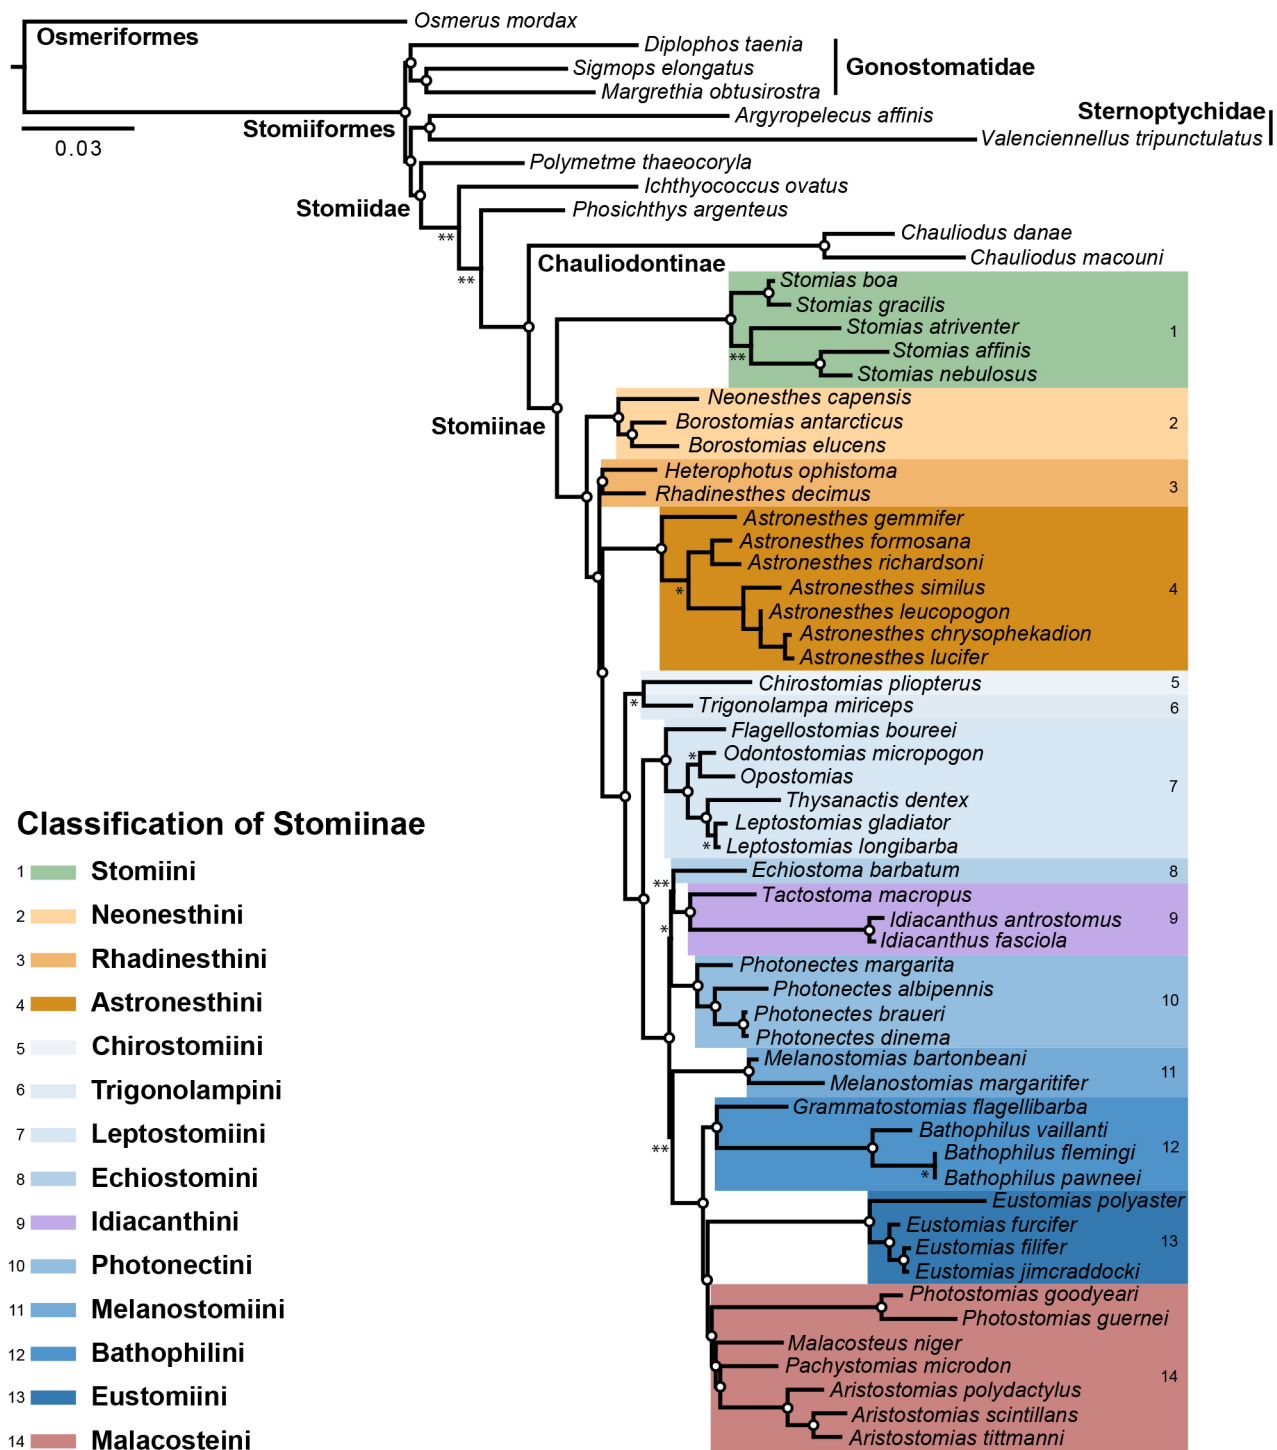 Osmerus mordax
Osmeriformes
Diplophos taenia
Sigmops elongatus
Gonostomatidae
Margrethia obtusirostra
Argyropelecus affinis
Sternoptychidae
Stomiiformes
Valenciennellus tripunctulatus
0.03
Polymetme thaeocoryla
Ichthyococcus ovatus
Stomiidae
Phosichthys argenteus
**
Chauliodus danae
Chauliodus macouni
Chauliodontinae
**
Stomias boa
Stomias gracilis
Stomias atriventer
1
Stomias affinis
**
Stomias nebulosus
Neonesthes capensis
Borostomias antarcticus
2
Stomiinae
Borostomias elucens
Heterophotus ophistoma
3
Rhadinesthes decimus
Astronesthes gemmifer
Astronesthes formosana
Astronesthes richardsoni
*
Astronesthes similus
4
Astronesthes leucopogon
Astronesthes chrysophekadion
Astronesthes lucifer
Chirostomias pliopterus
5
*
Trigonolampa miriceps
6
Flagellostomias boureei
*
Odontostomias micropogon
Opostomias
7
Thysanactis dentex
Leptostomias gladiator
*
Leptostomias longibarba
Echiostoma barbatum
8
**
Tactostoma macropus
Idiacanthus antrostomus
9
*
Idiacanthus fasciola
Photonectes margarita
Photonectes albipennis
10
Photonectes braueri
Photonectes dinema
Melanostomias bartonbeani
11
Melanostomias margaritifer
Grammatostomias flagellibarba
Bathophilus vaillanti
**
Bathophilus flemingi
12
*
Bathophilus pawneei
Eustomias polyaster
Eustomias furcifer
13
Eustomias filifer
Eustomias jimcraddocki
Photostomias goodyeari
Photostomias guernei
Malacosteus niger
Pachystomias microdon
14
Aristostomias polydactylus
Aristostomias scintillans
Aristostomias tittmanni
Classification of Stomiinae
1 Stomiini
2 Neonesthini
3 Rhadinesthini
4 Astronesthini
5 Chirostomiini
6 Trigonolampini
7 Leptostomiini
8 Echiostomini
9 Idiacanthini
10 Photonectini
11 Melanostomiini
12 Bathophilini
13 Eustomiini
14 Malacosteini